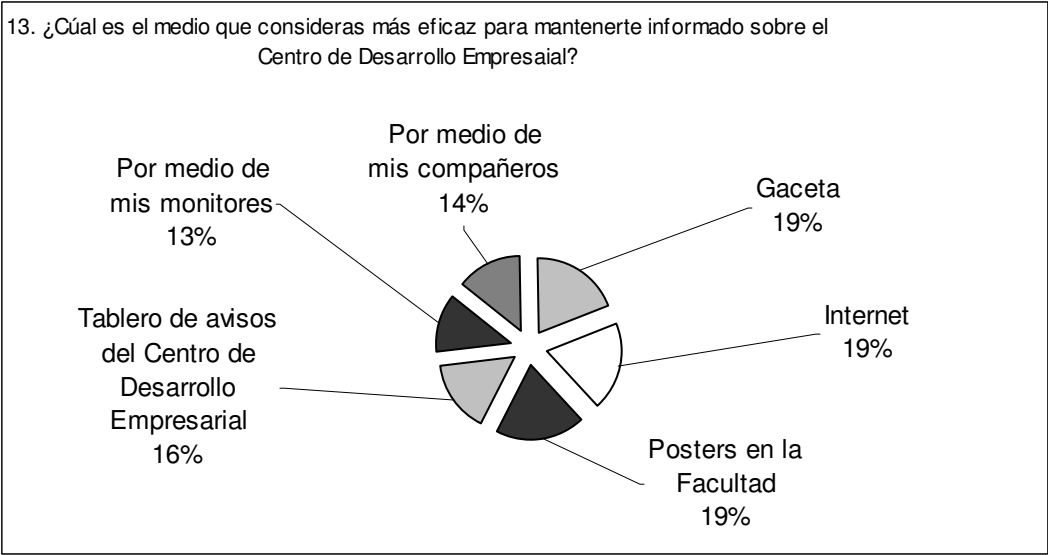 13. ¿Cúal es el medio que consideras más eficaz para mantenerte informado sobre el
Centro de Desarrollo Empresaial?
Por medio de
mis compañeros
14%
Por medio de
mis monitores
13%
Gaceta
19%
Internet
19%
Tablero de avisos
del Centro de
Desarrollo
Empresarial
16%
Posters en la
Facultad
19%